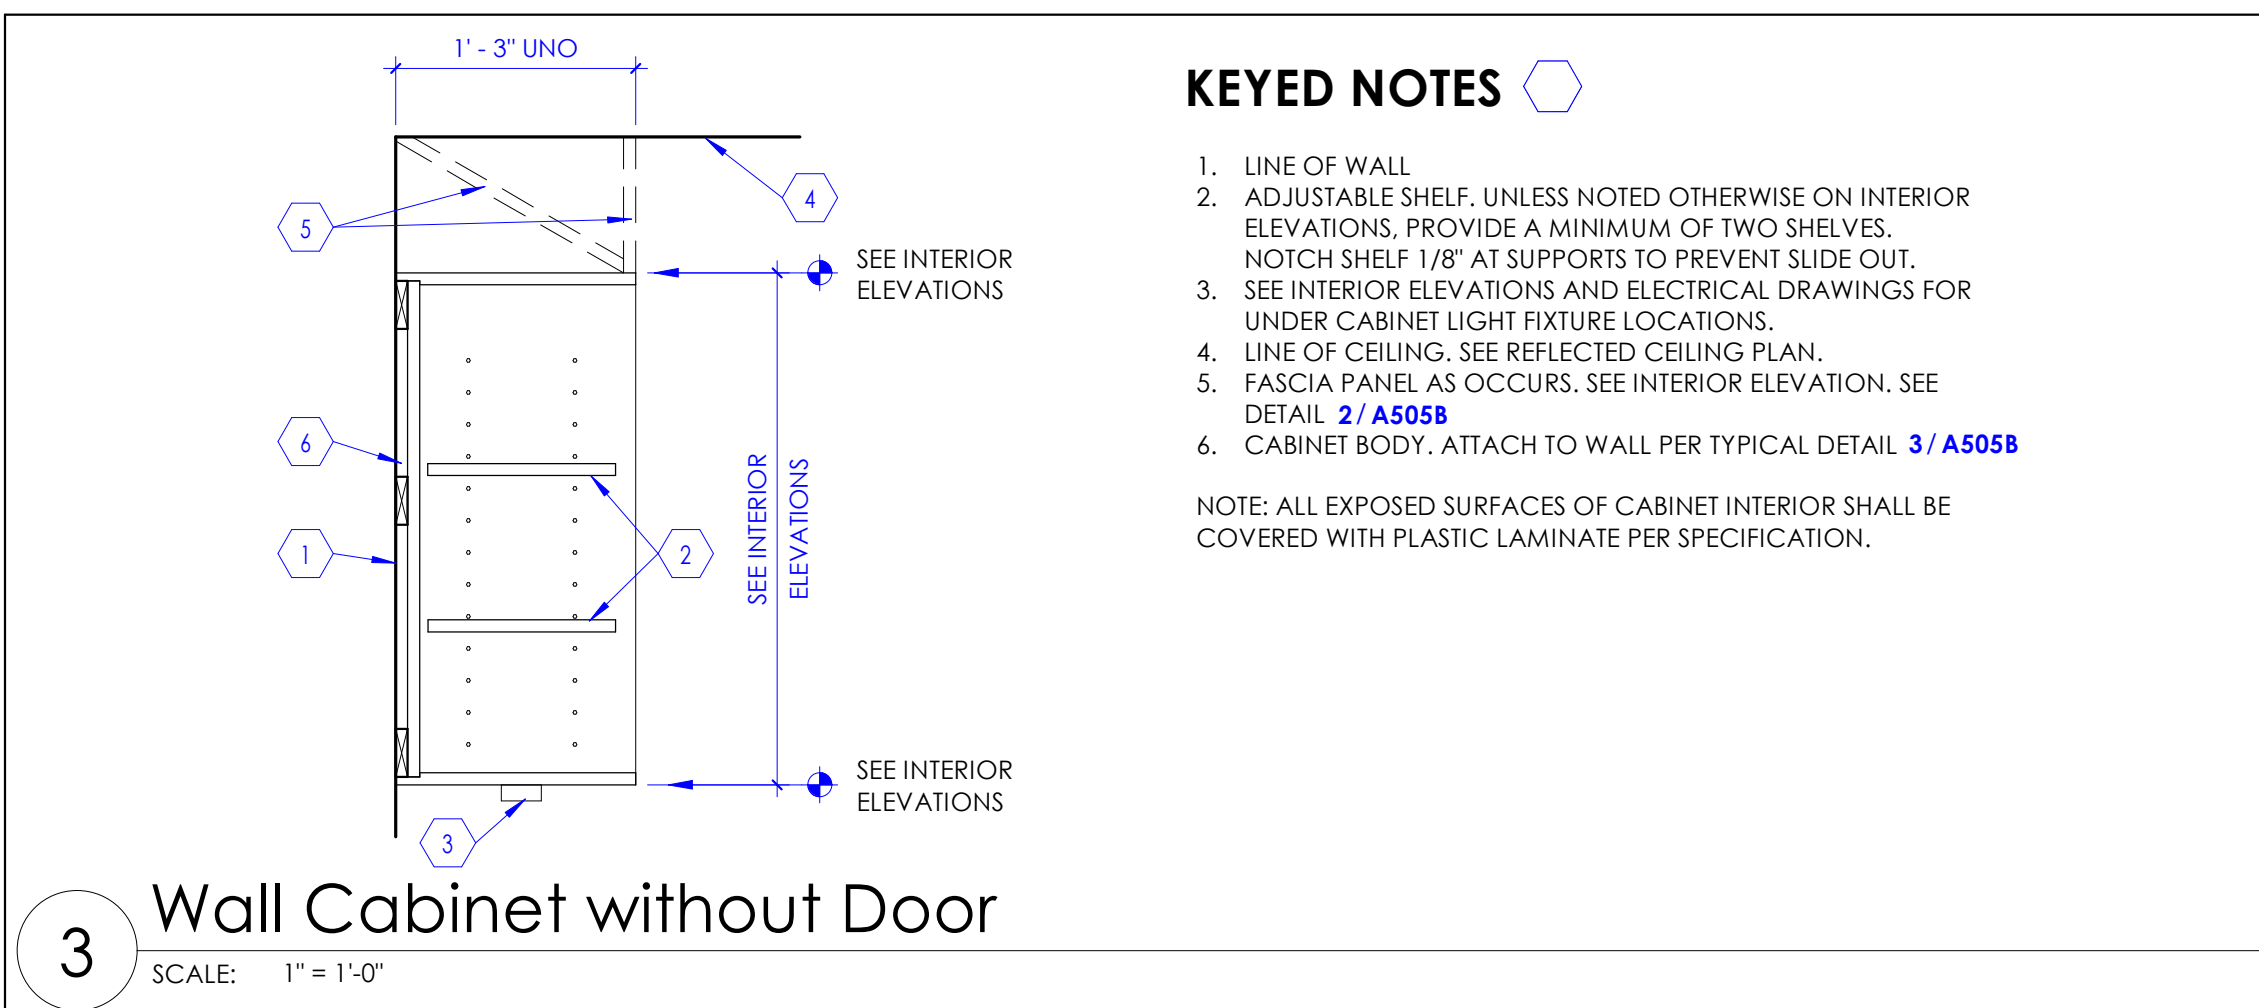 1' - 3" UNO
5
4
SEE INTERIOR
ELEVATIONS
6
1
2
SEE INTERIOR
ELEVATIONS
SEE INTERIOR
ELEVATIONS
3
3
Wall Cabinet without Door
SCALE: 1" = 1'-0"
KEYED NOTES
1. LINE OF WALL
2. ADJUSTABLE SHELF. UNLESS NOTED OTHERWISE ON INTERIOR
ELEVATIONS, PROVIDE A MINIMUM OF TWO SHELVES.
NOTCH SHELF 1/8" AT SUPPORTS TO PREVENT SLIDE OUT.
3. SEE INTERIOR ELEVATIONS AND ELECTRICAL DRAWINGS FOR
UNDER CABINET LIGHT FIXTURE LOCATIONS.
4. LINE OF CEILING. SEE REFLECTED CEILING PLAN.
5. FASCIA PANEL AS OCCURS. SEE INTERIOR ELEVATION. SEE
DETAIL 2/ A505B
6. CABINET BODY. ATTACH TO WALL PER TYPICAL DETAIL 3/ A505B
NOTE: ALL EXPOSED SURFACES OF CABINET INTERIOR SHALL BE
COVERED WITH PLASTIC LAMINATE PER SPECIFICATION.